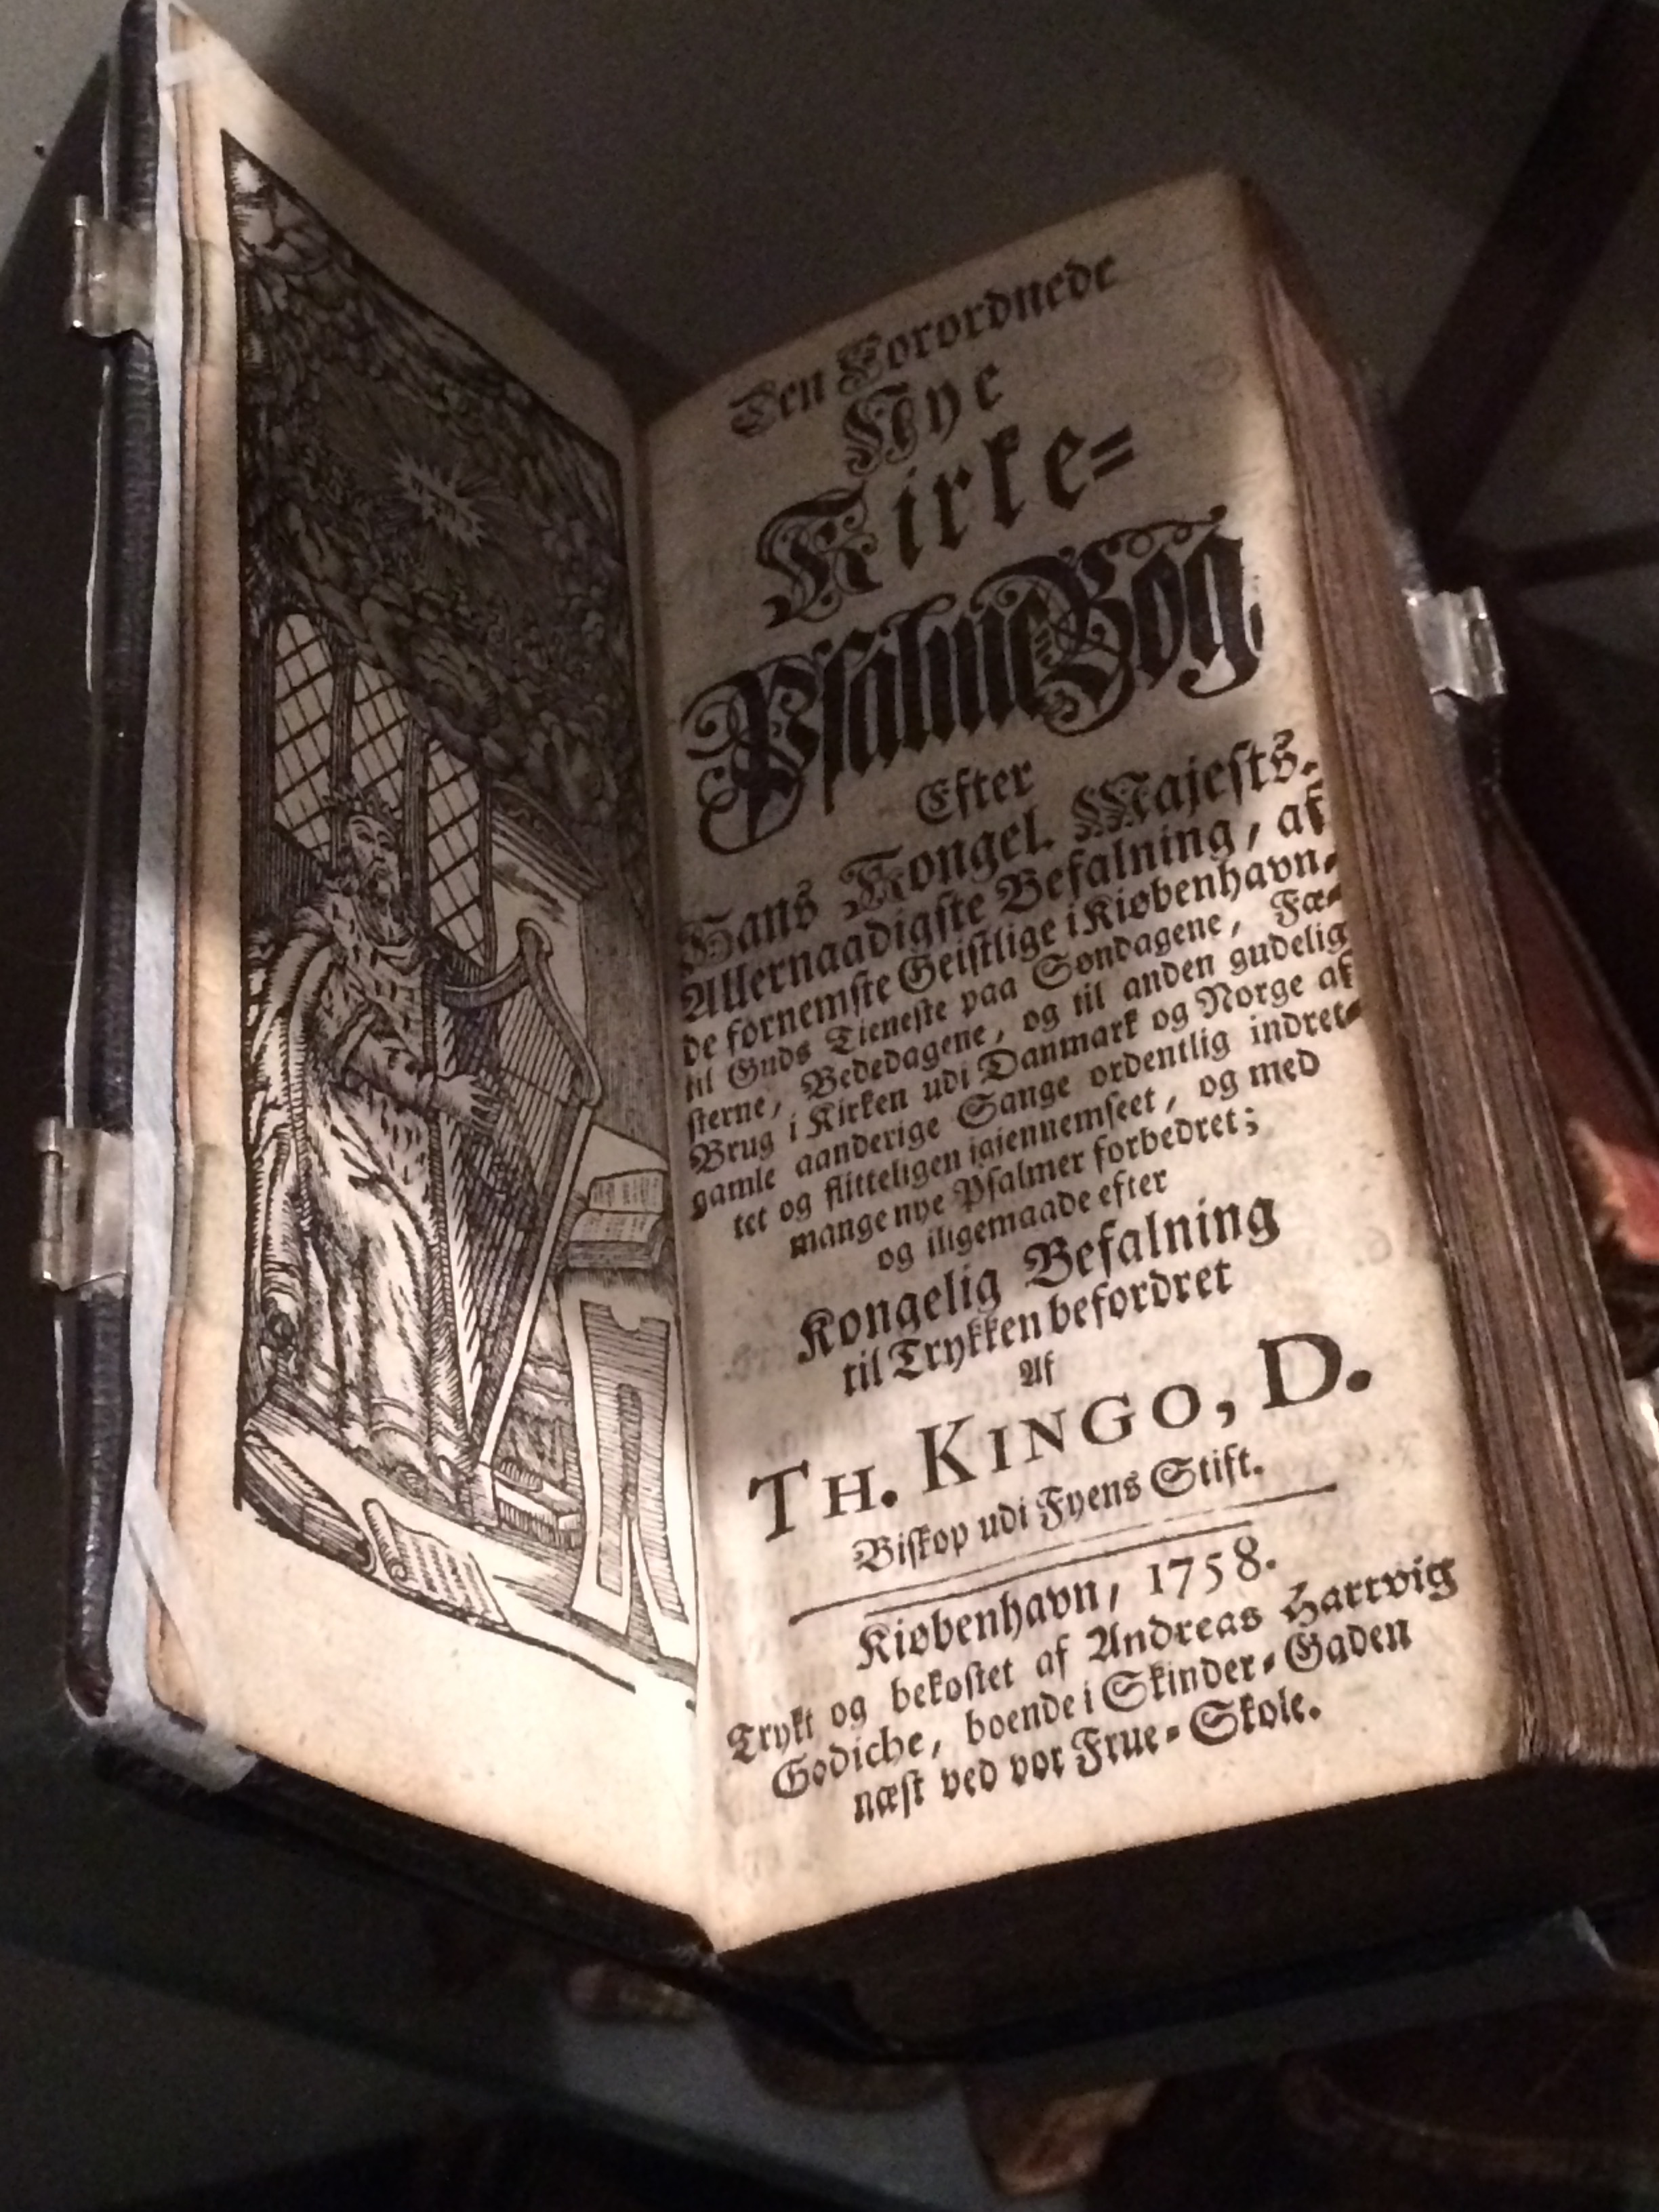 Den Forordnede
Nye
Kirke=
Psalme Bog
Efter
Hans Kongel. Majests.
Allernaadigste Befalning, af
de fornemste Geistlige i Kiøbenhavn,
til Guds Tieneste paa Søndagene, Fæ=
sterne, Bededagene, og til anden gudelig
Brug i Kirken udi Danmark og Norge af
gamle aanderige Sange ordentlig indret=
tet og flitteligen igiennemseet, og med
mange nye Psalmer forbedret;
og iligemaade efter
Kongelig Befalning
til Trykken befordret
Af
TH. KINGO, D.
Biskop udi Fyens Stift.
Kiøbenhavn, 1758.
Trykt og bekostet af Andreas Hartvig
Godiche, boende i Skinder=Gaden
næst ved vor Frue=Skole.